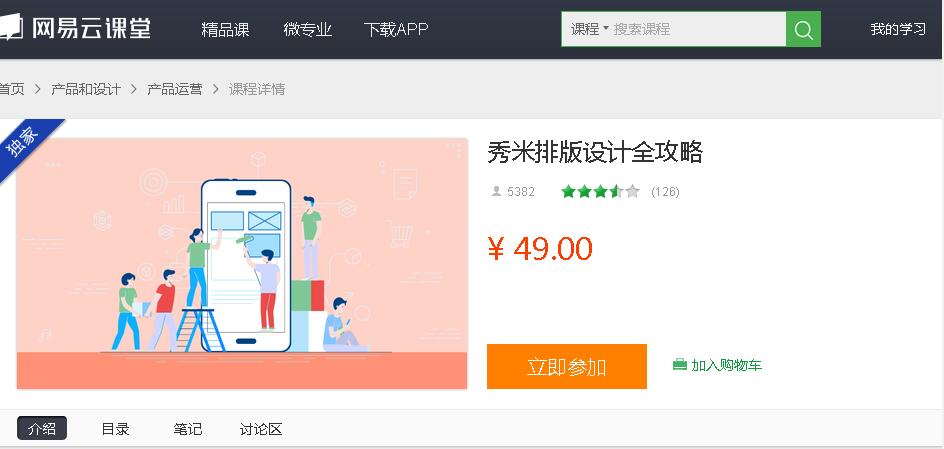 网易云课堂 精品课 微专业 下载APP 课程 搜索课程 我的学习
首页 > 产品和设计 > 产品运营 > 课程详情
独家
秀米排版设计全攻略
5382 (126)
¥ 49.00
立即参加 加入购物车
介绍 目录 笔记 讨论区